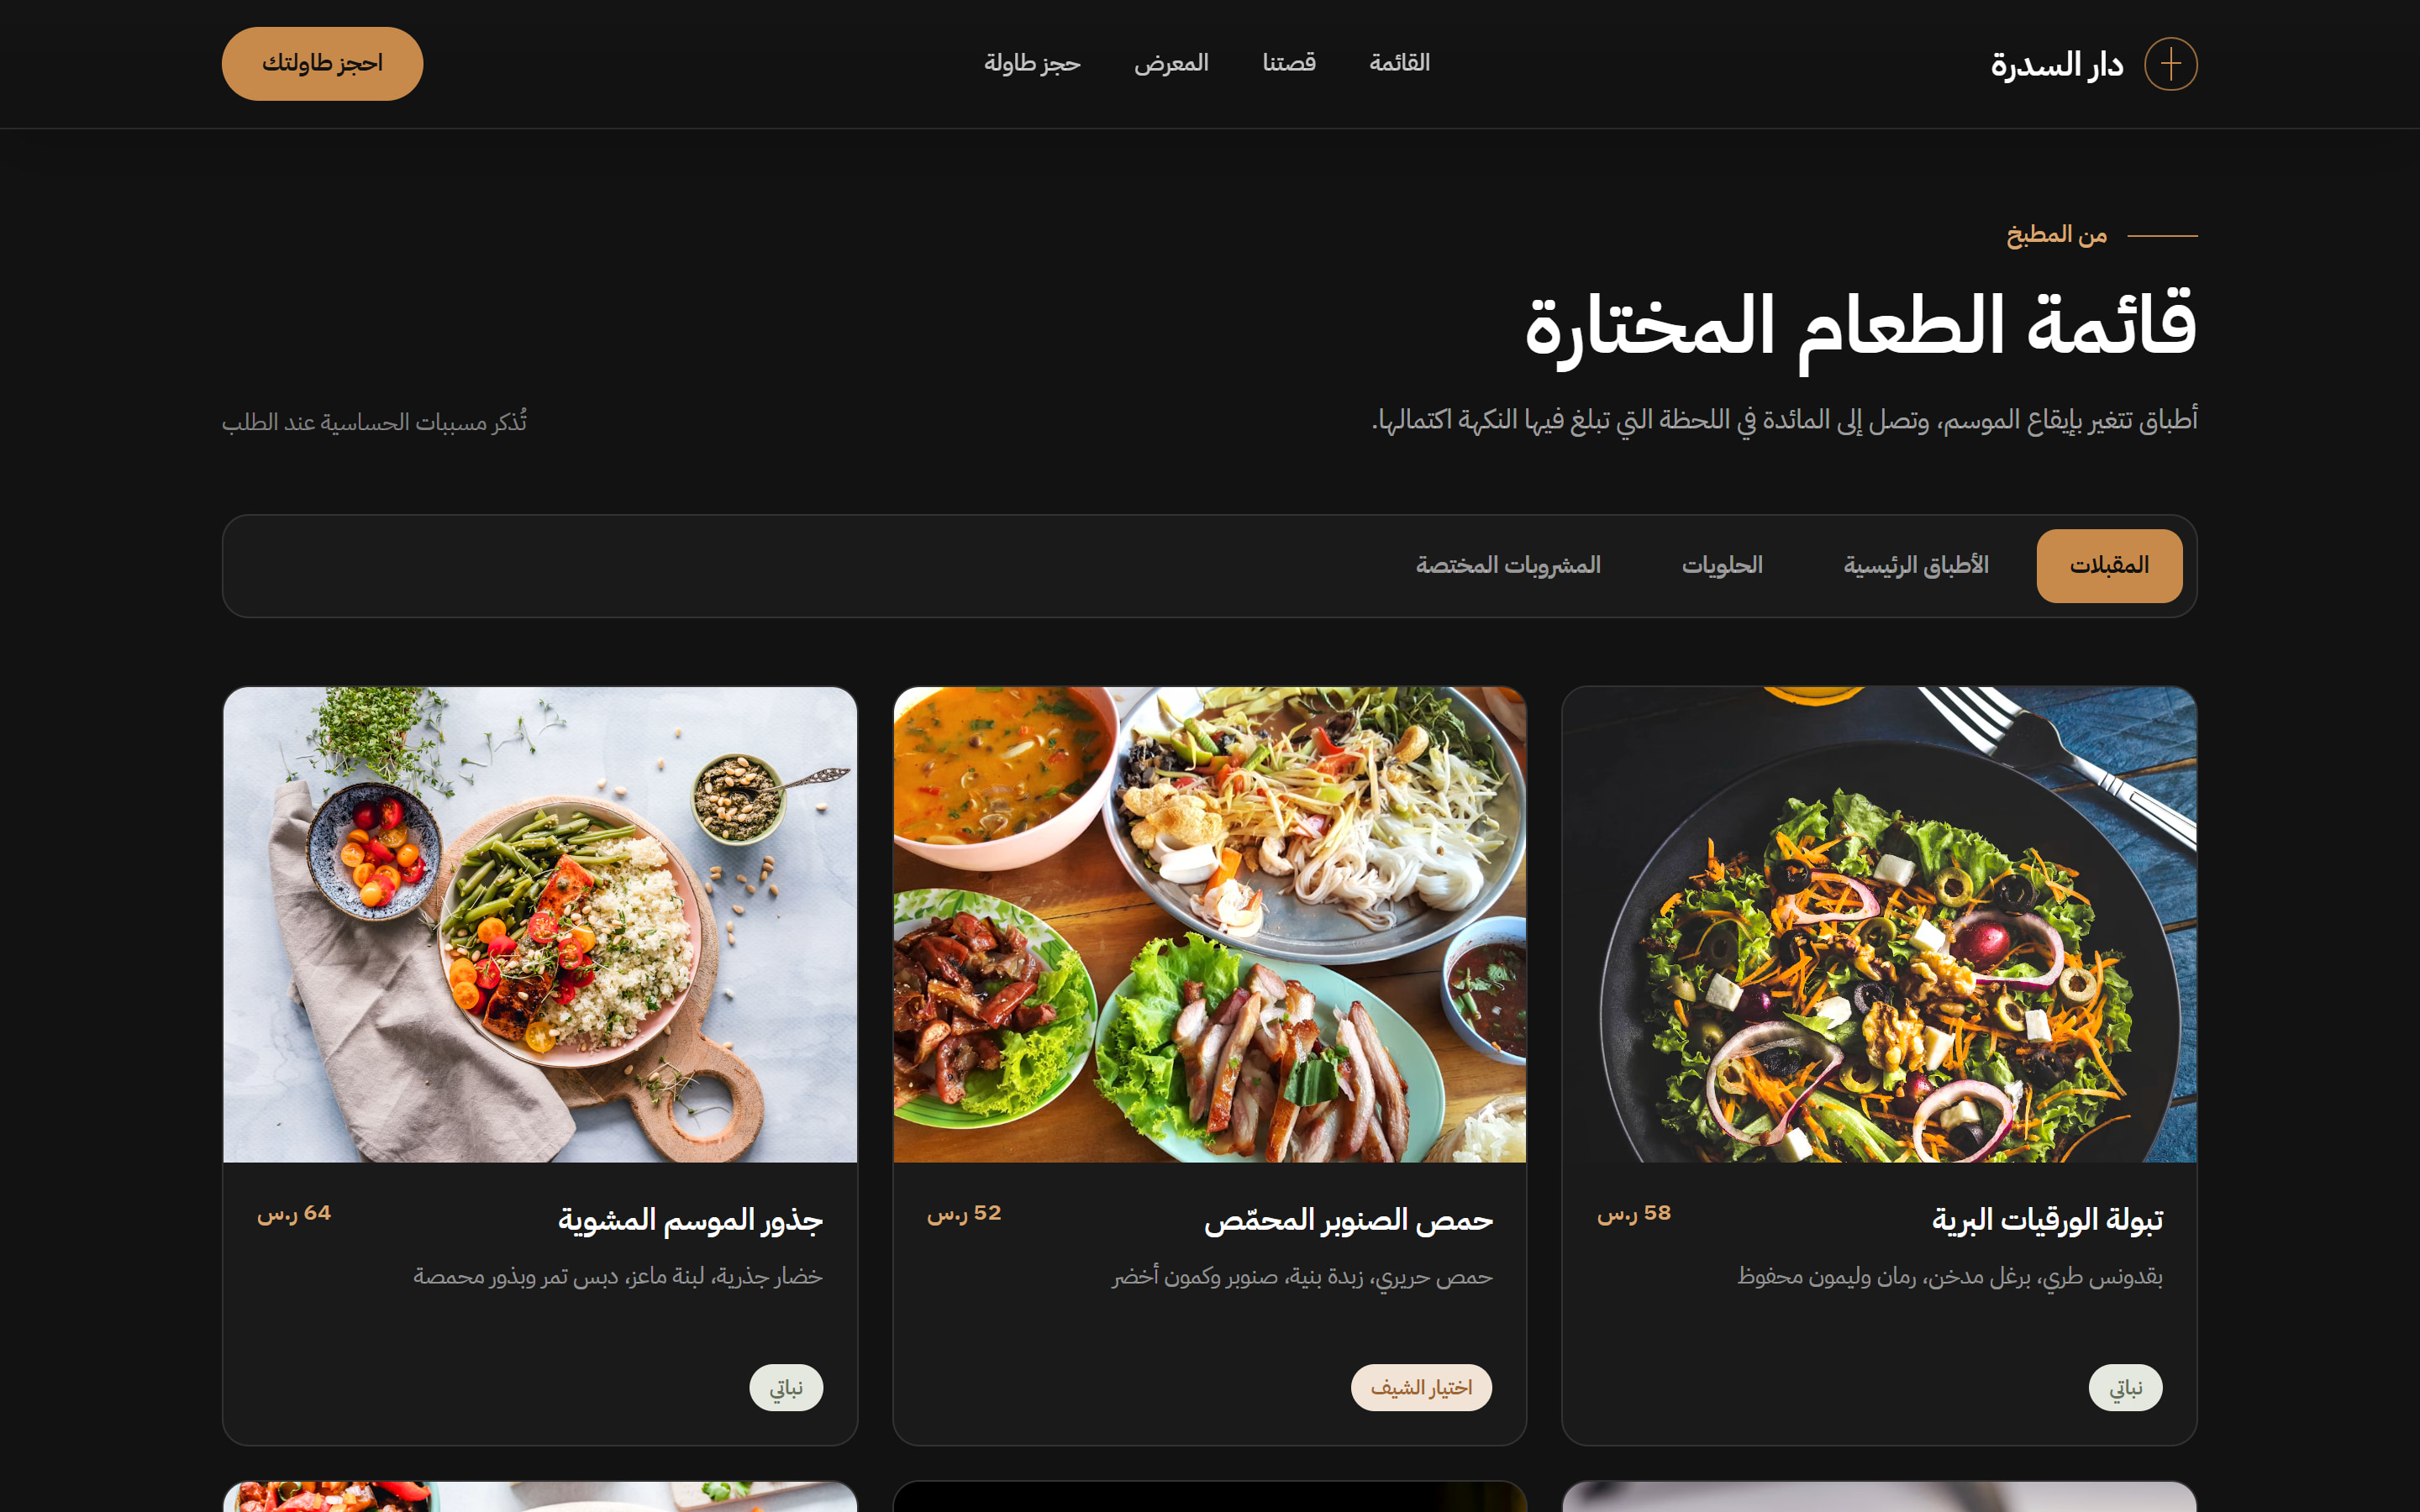 دار السدرة
القائمة
قصتنا
المعرض
حجز طاولة
احجز طاولتك
من المطبخ
قائمة الطعام المختارة
أطباق تتغير بإيقاع الموسم، وتصل إلى المائدة في اللحظة التي تبلغ فيها النكهة اكتمالها.
تُذكر مسببات الحساسية عند الطلب
المقبلات
الأطباق الرئيسية
الحلويات
المشروبات المختصة
تبولة الورقيات البرية
58 ر.س
بقدونس طري، برغل مدخن، رمان وليمون محفوظ
نباتي
حمص الصنوبر المحمّص
52 ر.س
حمص حريري، زبدة بنية، صنوبر وكمون أخضر
اختيار الشيف
جذور الموسم المشوية
64 ر.س
خضار جذرية، لبنة ماعز، دبس تمر وبذور محمصة
نباتي